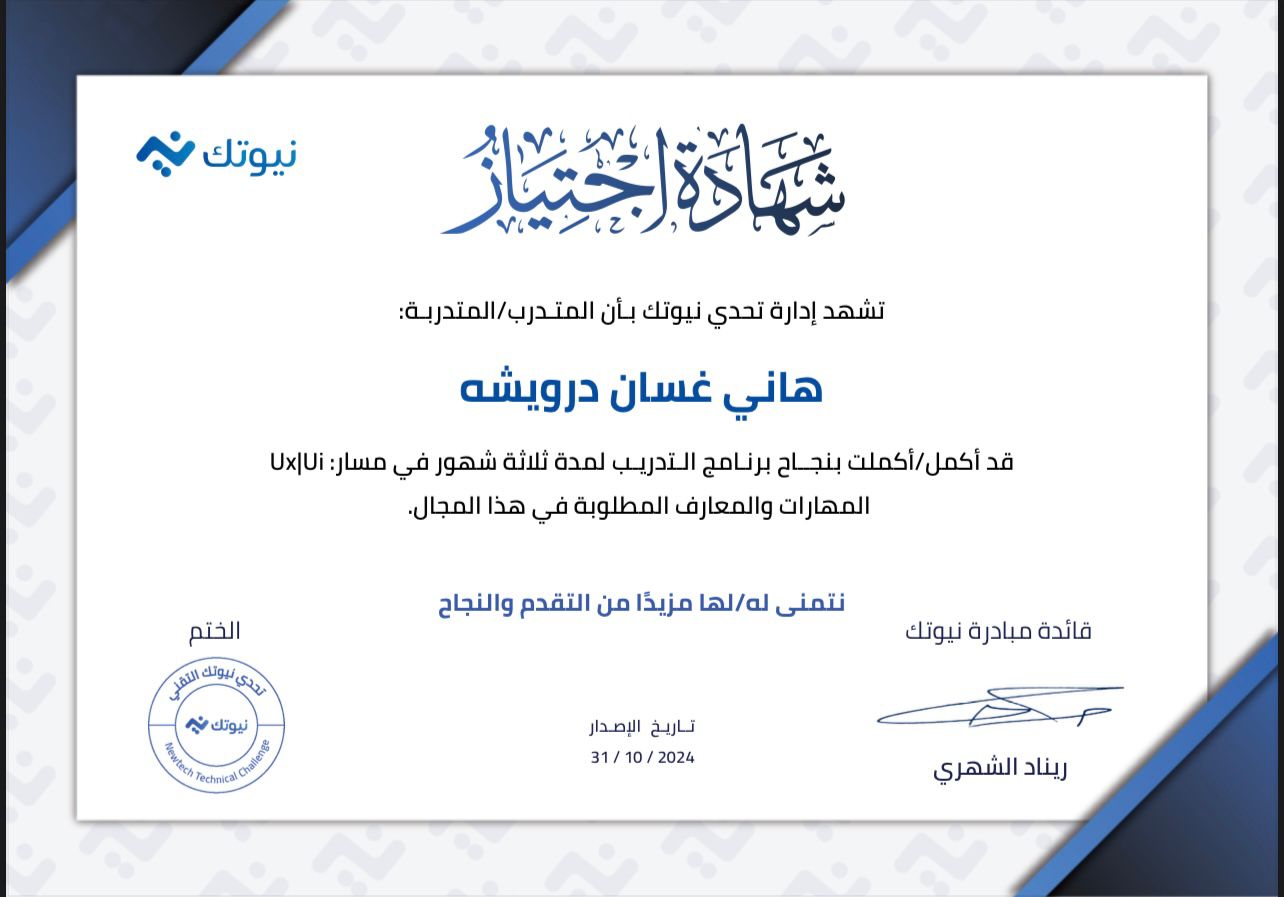 نيوتك
شهادة اجتياز
تشهد إدارة تحدي نيوتك بأن المتدرب/المتدربة:
هاني غسان درويشه
قد أكمل/أكملت بنجاح برنامج التدريب لمدة ثلاثة شهور في مسار: Ux|Ui
المهارات والمعارف المطلوبة في هذا المجال.
نتمنى له/لها مزيدًا من التقدم والنجاح
قائدة مبادرة نيوتك
ريناد الشهري
تاريخ الإصدار
31 / 10 / 2024
الختم
تحدي نيوتك التقني
نيوتك
Newtech Technical Challenge